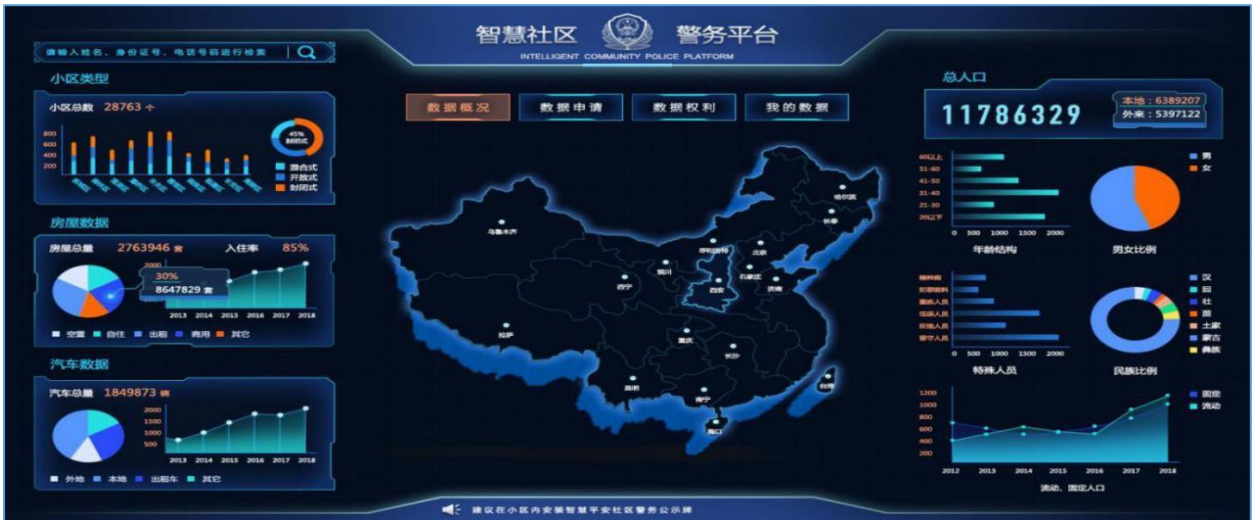 智慧社区 警务平台
INTELLIGENT COMMUNITY POLICE PLATFORM
请输入姓名、身份证号、电话号码进行检索
小区类型
小区总数 28763 个
800
600
400
200
45%
封闭式
混合式
开放式
封闭式
房屋数据
房屋总量 2763946 套 入住率 85%
2000
30%
8647829 套
2013 2014 2015 2016 2017 2018
空置 自住 出租 商用 其它
汽车数据
汽车总量 1849873 辆
2000
1500
1000
500
2013 2014 2015 2016 2017 2018
外地 本地 出租车 其它
数据概况 数据申请 数据权利 我的数据
哈尔滨
长春
乌鲁木齐
呼和浩特
北京
银川
石家庄
西宁
西安
济南
拉萨
重庆
长沙
昆明
南宁
台湾
海口
总人口
11786329
本地：6389207
外来：5397122
60以上
51-60
41-50
31-40
21-30
20以下
0 500 1000 1500 2000
年龄结构
男
女
男女比例
重病人员
低保人员
留守人员
0 500 1000 1500 2000
特殊人员
汉
回
壮
苗
土家
蒙古
彝族
民族比例
1200
1000
800
600
400
200
2012 2013 2014 2015 2016 2017 2018
固定
流动
流动、固定人口
建议在小区内安装智慧平安社区警务公示牌